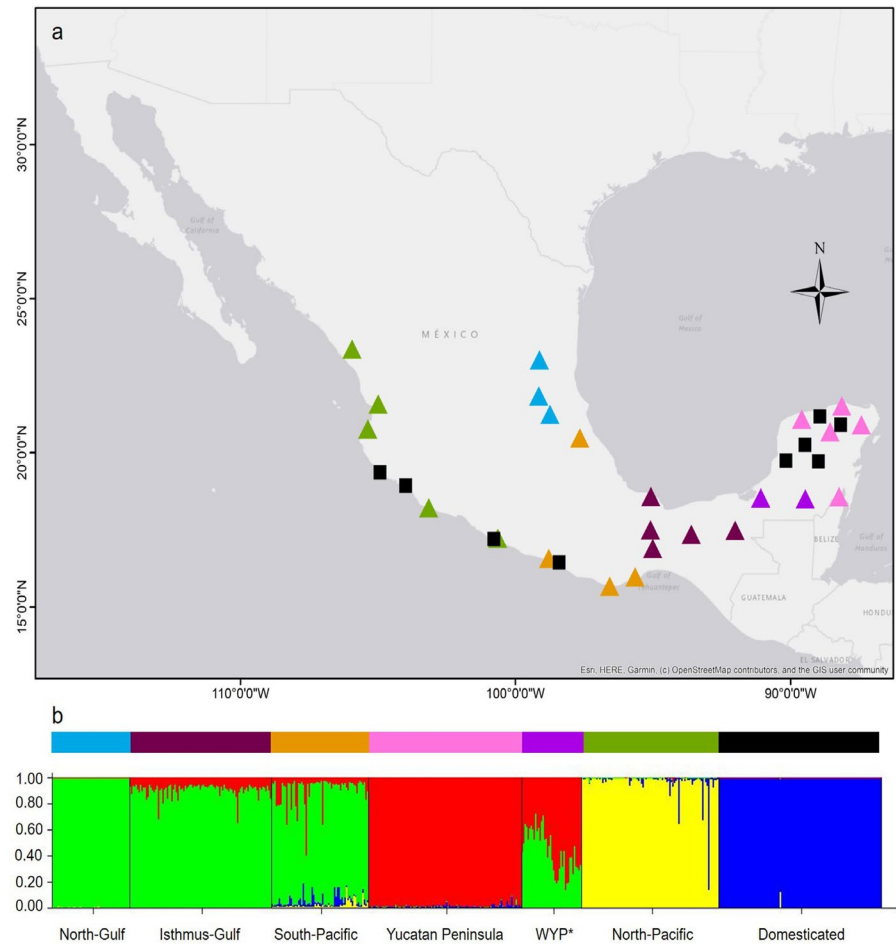 a
30°0'0"N
25°0'0"N
20°0'0"N
15°0'0"N
Gulf of
California
MÉXICO
N
Gulf of
Mexico
BELIZE
Gulf of
Honduras
Gulf of
Tehuantepec
GUATEMALA
HONDU
EL SALVADOR
Esri, HERE, Garmin, (c) OpenStreetMap contributors, and the GIS user community
110°0'0"W
100°0'0"W
90°0'0"W
b
1.00
0.80
0.60
0.40
0.20
0.00
North-Gulf
Isthmus-Gulf
South-Pacific
Yucatan Peninsula
WYP*
North-Pacific
Domesticated